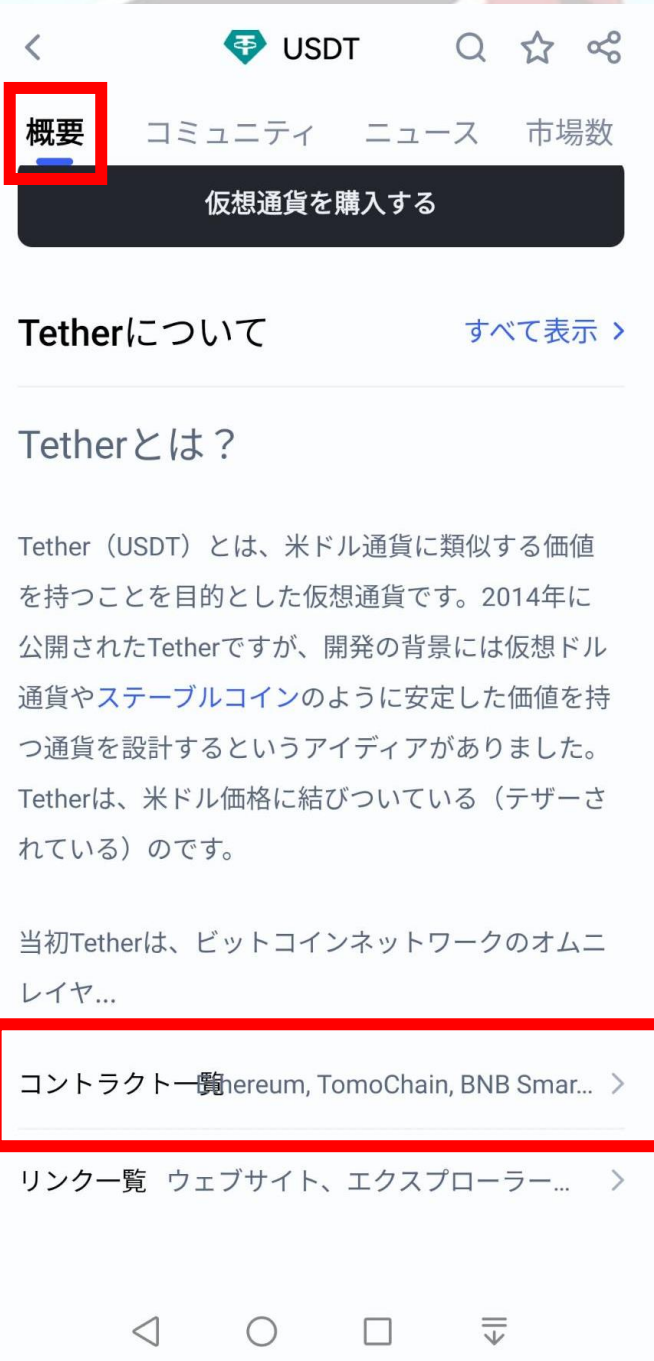 USDT
概要 コミュニティ ニュース 市場数
仮想通貨を購入する
Tetherについて すべて表示
Tetherとは？
Tether（USDT）とは、米ドル通貨に類似する価値
を持つことを目的とした仮想通貨です。2014年に
公開されたTetherですが、開発の背景には仮想ドル
通貨やステーブルコインのように安定した価値を持
つ通貨を設計するというアイディアがありました。
Tetherは、米ドル価格に結びついている（テザーさ
れている）のです。
当初Tetherは、ビットコインネットワークのオムニ
レイヤ...
コントラクト一覧 Ethereum, TomoChain, BNB Smar...
リンク一覧 ウェブサイト、エクスプローラー...